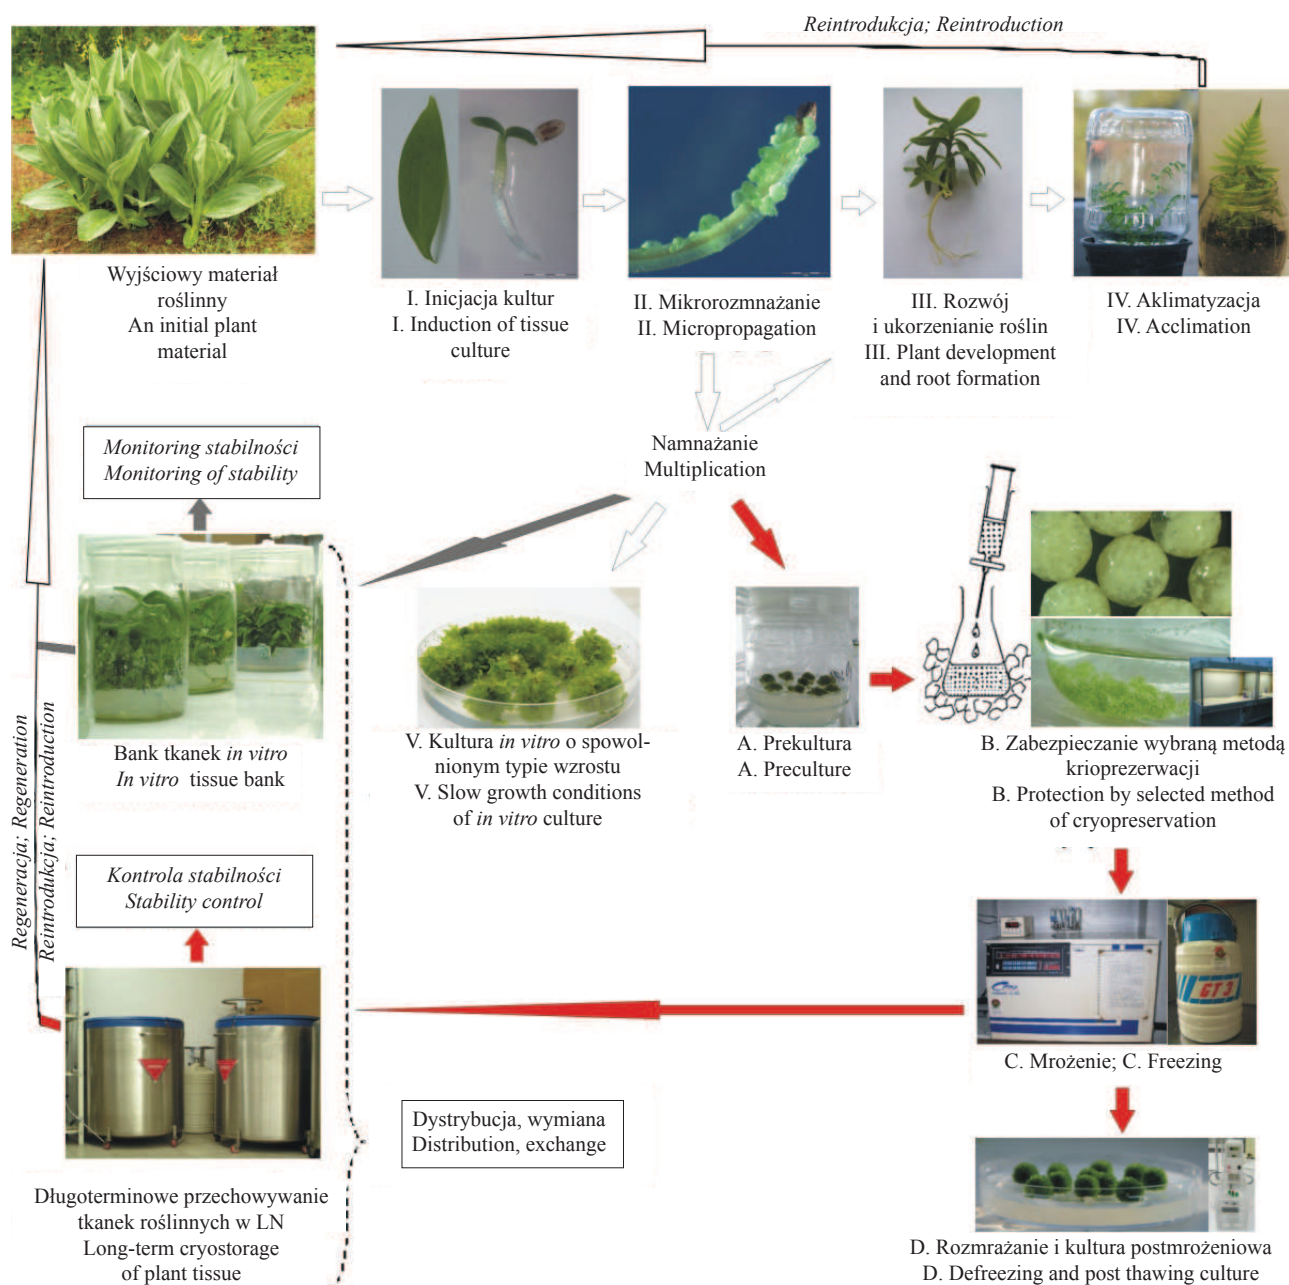 Reintrodukcja; Reintroduction
Wyjściowy materiał
roślinny
An initial plant
material
I. Inicjacja kultur
I. Induction of tissue
culture
II. Mikrorozmnażanie
II. Micropropagation
III. Rozwój
i ukorzenianie roślin
III. Plant development
and root formation
IV. Aklimatyzacja
IV. Acclimation
Monitoring stabilności
Monitoring of stability
Namnażanie
Multiplication
Bank tkanek in vitro
In vitro tissue bank
V. Kultura in vitro o spowol-
nionym typie wzrostu
V. Slow growth conditions
of in vitro culture
A. Prekultura
A. Preculture
B. Zabezpieczanie wybraną metodą
krioprezerwacji
B. Protection by selected method
of cryopreservation
Regeneracja; Regeneration
Reintrodukcja; Reintroduction
Kontrola stabilności
Stability control
GT 3
C. Mrożenie; C. Freezing
Dystrybucja, wymiana
Distribution, exchange
Długoterminowe przechowywanie
tkanek roślinnych w LN
Long-term cryostorage
of plant tissue
D. Rozmrażanie i kultura postmrożeniowa
D. Defreezing and post thawing culture